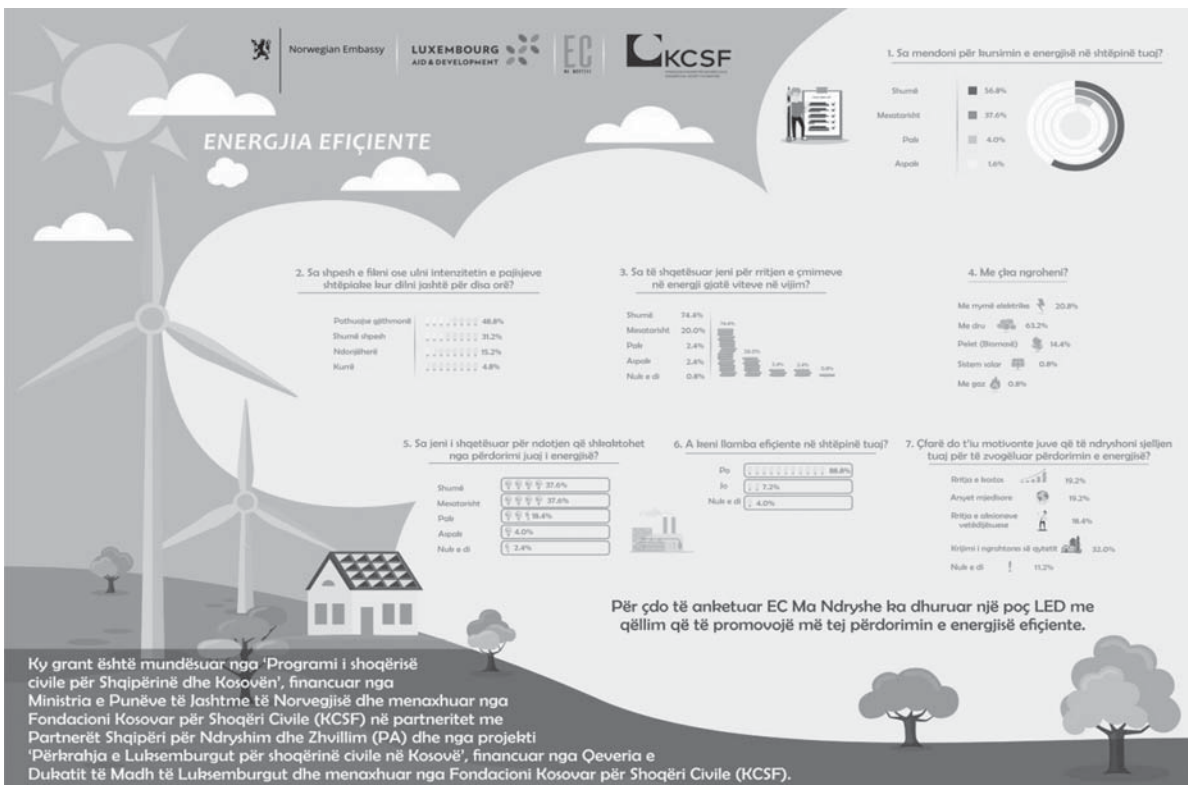 Norwegian Embassy
LUXEMBOURG
AID & DEVELOPMENT
EC
MA NDRYSHE
KCSF
ENERGJIA EFIÇIENTE
1. Sa mendoni për kursimin e energjisë në shtëpinë tuaj?
Shumë 56.8%
Mesatarisht 37.6%
Pak 4.0%
Aspak 1.6%
2. Sa shpesh e fikni ose ulni intenzitetin e pajisjeve
shtëpiake kur dilni jashtë për disa orë?
Pothuajse gjithmonë 48.8%
Shumë shpesh 31.2%
Ndonjëherë 15.2%
Kurrë 4.8%
3. Sa të shqetësuar jeni për rritjen e çmimeve
në energji gjatë viteve në vijim?
Shumë 74.4%
Mesatarisht 20.0%
Pak 2.4%
Aspak 2.4%
Nuk e di 0.8%
74.4%
20.0%
2.4%
2.4%
0.8%
4. Me çka ngroheni?
Me rrymë elektrike 20.8%
Me dru 63.2%
Pelet (Biomasë) 14.4%
Sistem solar 0.8%
Me gaz 0.8%
5. Sa jeni i shqetësuar për ndotjen që shkaktohet
nga përdorimi juaj i energjisë?
Shumë 37.6%
Mesatarisht 37.6%
Pak 18.4%
Aspak 4.0%
Nuk e di 2.4%
6. A keni llamba efiçiente në shtëpinë tuaj?
Po 88.8%
Jo 7.2%
Nuk e di 4.0%
7. Çfarë do t'iu motivonte juve që të ndryshoni sjelljen
tuaj për të zvogëluar përdorimin e energjisë?
Rritja e kostos 19.2%
Arsyet mjedisore 19.2%
Rritja e aksioneve
vetëdijësuese 18.4%
Krijimi i ngrohtores së qytetit 32.0%
Nuk e di 11.2%
Për çdo të anketuar EC Ma Ndryshe ka dhuruar një poç LED me
qëllim që të promovojë më tej përdorimin e energjisë efiçiente.
Ky grant është mundësuar nga 'Programi i shoqërisë
civile për Shqipërinë dhe Kosovën', financuar nga
Ministria e Punëve të Jashtme të Norvegjisë dhe menaxhuar nga
Fondacioni Kosovar për Shoqëri Civile (KCSF) në partneritet me
Partnerët Shqipëri për Ndryshim dhe Zhvillim (PA) dhe nga projekti
'Përkrahja e Luksemburgut për shoqërinë civile në Kosovë', financuar nga Qeveria e
Dukatit të Madh të Luksemburgut dhe menaxhuar nga Fondacioni Kosovar për Shoqëri Civile (KCSF).